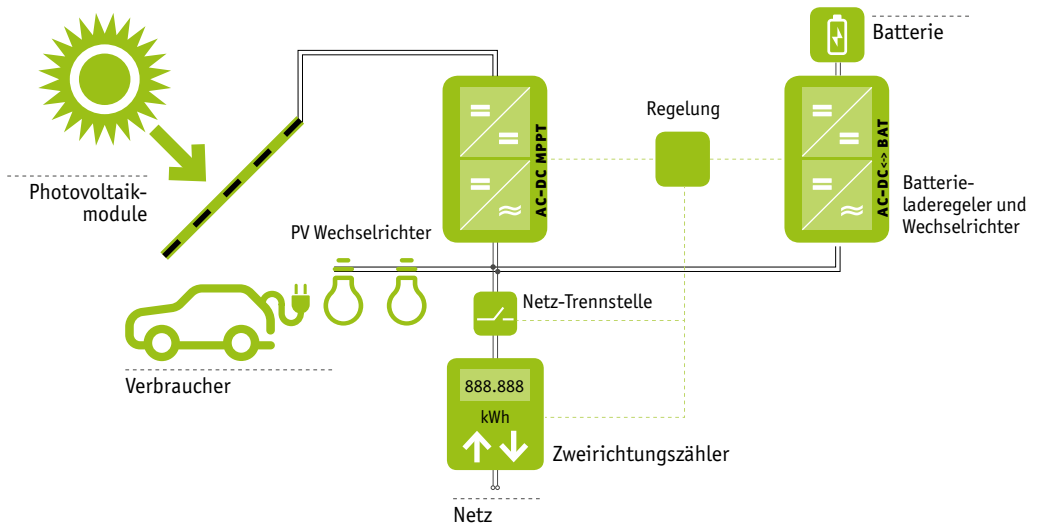 Batterie
Regelung
AC-DC MPPT
AC-DC<-> BAT
Photovoltaik-
module
Batterie-
laderegeler und
Wechselrichter
PV Wechselrichter
Netz-Trennstelle
Verbraucher
888.888
kWh
Zweirichtungszähler
Netz